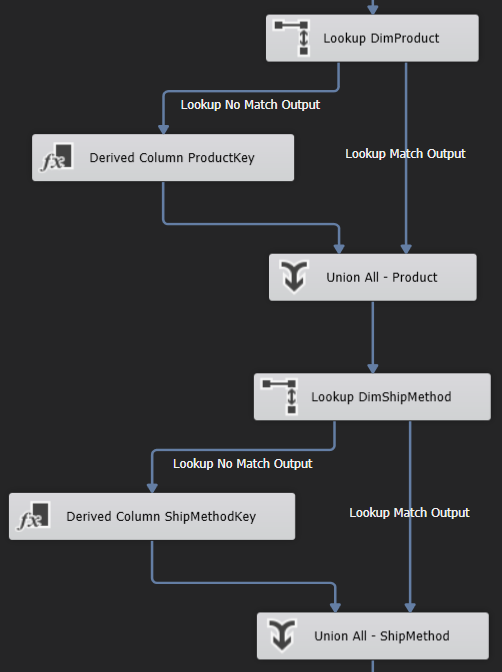 Lookup DimProduct
Lookup No Match Output
Lookup Match Output
Derived Column ProductKey
Union All - Product
Lookup DimShipMethod
Lookup No Match Output
Lookup Match Output
Derived Column ShipMethodKey
Union All - ShipMethod